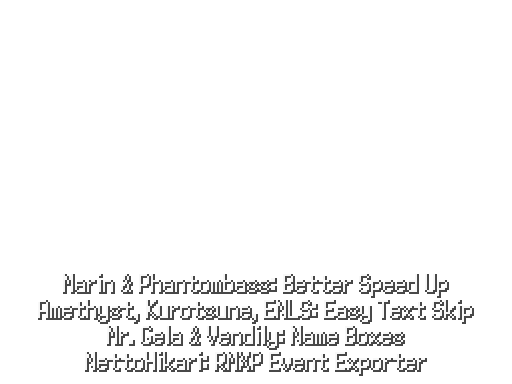 Marin & Phantombass: Better Speed Up
Amethyst, Kurotsune, ENLS: Easy Text Skip
Mr. Gela & Vendily: Name Boxes
NettoHikari: RMXP Event Exporter